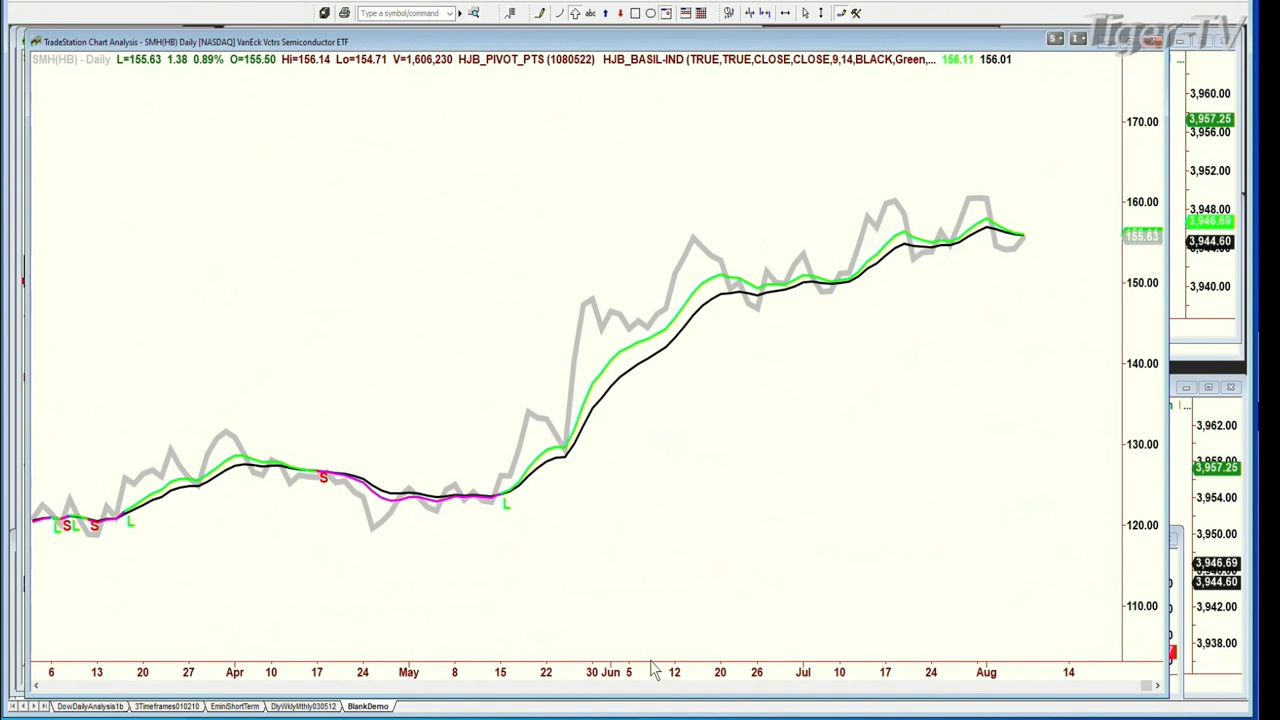 Type a symbol/command
abc
Tiger-TV
TradeStation Chart Analysis - SMH(HB) Daily [NASDAQ] VanEck Vctrs Semiconductor ETF
S
I
SMH(HB) - Daily L=155.63 1.38 0.89% O=155.50 Hi=156.14 Lo=154.71 V=1,606,230 HJB_PIVOT_PTS (1080522) HJB_BASIL-IND (TRUE,TRUE,CLOSE,CLOSE,9,14,BLACK,Green,... 156.11 156.01
170.00
160.00
155.63
150.00
140.00
130.00
120.00
110.00
L S L S L S L
6 13 20 27 Apr 10 17 24 May 8 15 22 30 Jun 5 12 20 26 Jul 10 17 24 Aug 14
3,960.00
3,957.25
3,956.00
3,952.00
3,948.00
3,946.69
3,944.60
3,940.00
3,962.00
3,957.25
3,954.00
3,950.00
3,946.69
3,944.60
3,942.00
3,938.00
DowDailyAnalysis1b 3Timeframes010210 EminiShortTerm DlyWklyMthly030512 BlankDemo